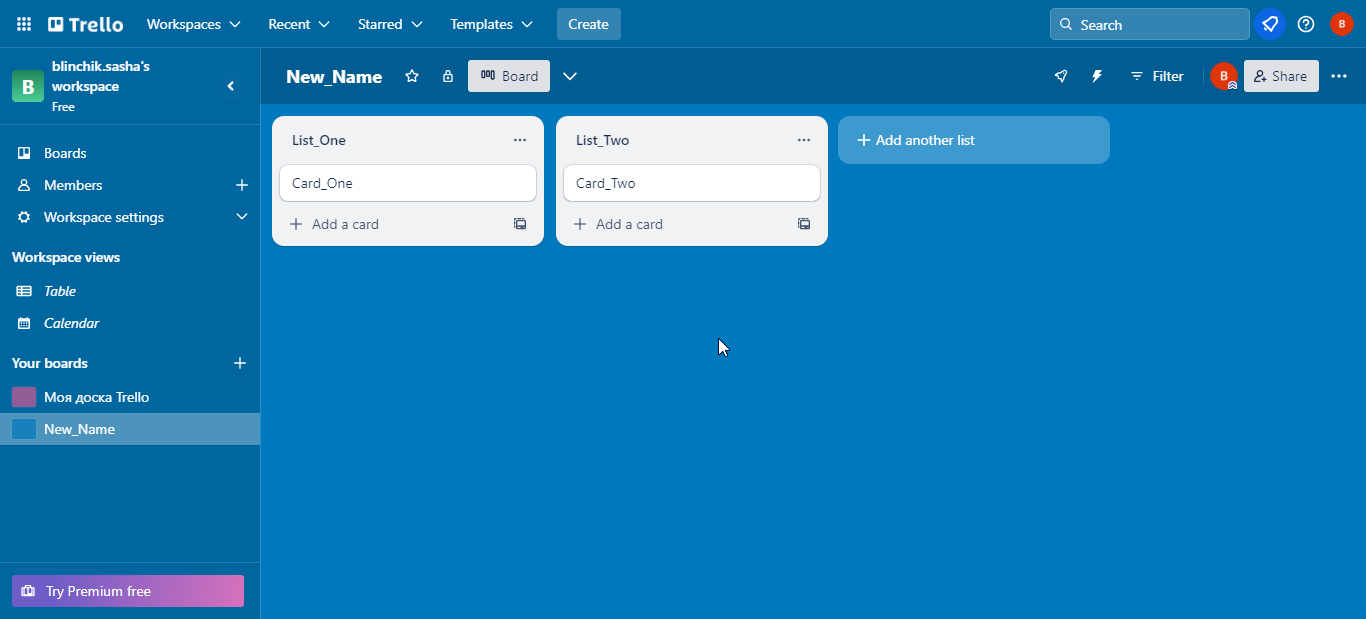 Trello
Workspaces
Recent
Starred
Templates
Create
Search
B
B
blinchik.sasha's
workspace
Free
New_Name
Board
Filter
B
Share
Boards
Members
Workspace settings
Workspace views
Table
Calendar
Your boards
Моя доска Trello
New_Name
Try Premium free
List_One
Card_One
Add a card
List_Two
Card_Two
Add a card
Add another list